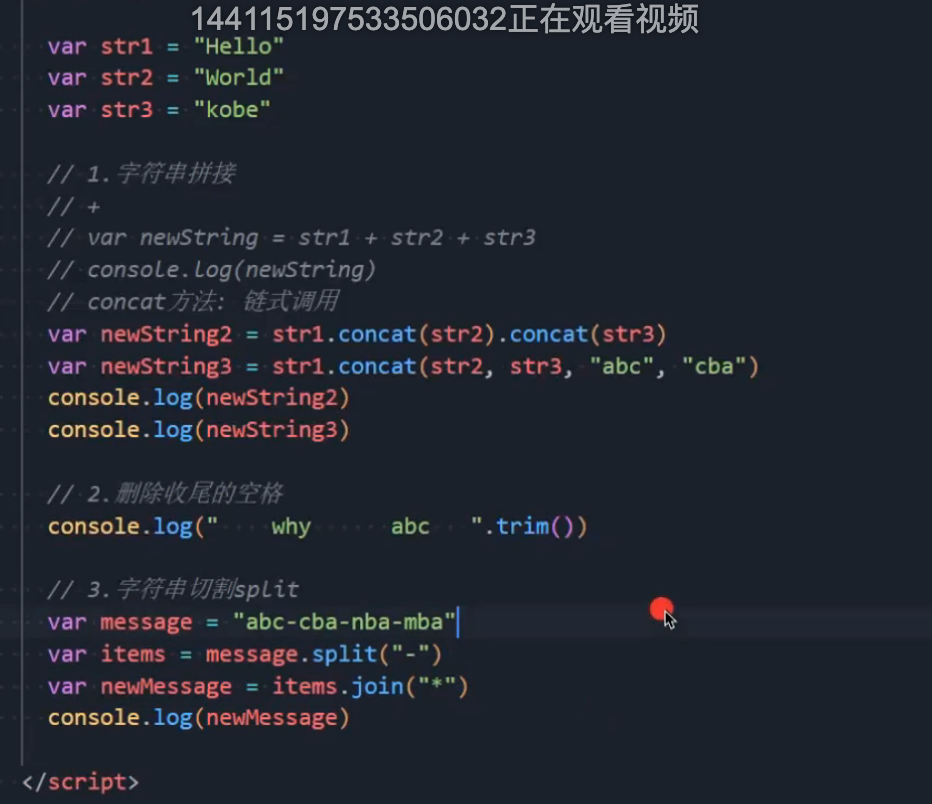 144115197533506032正在观看视频
var str1 = "Hello"
var str2 = "World"
var str3 = "kobe"
// 1.字符串拼接
// +
// var newString = str1 + str2 + str3
// console.log(newString)
// concat方法: 链式调用
var newString2 = str1.concat(str2).concat(str3)
var newString3 = str1.concat(str2, str3, "abc", "cba")
console.log(newString2)
console.log(newString3)
// 2.删除收尾的空格
console.log("    why      abc   ".trim())
// 3.字符串切割split
var message = "abc-cba-nba-mba"
var items = message.split("-")
var newMessage = items.join("*")
console.log(newMessage)
</script>